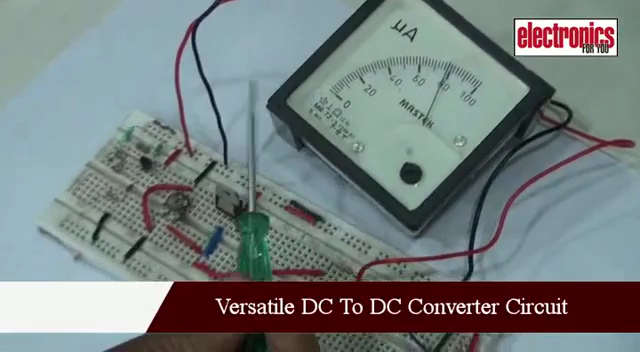 electronics
FOR YOU
µA
0 20 40 60 80 100
MASTER
Versatile DC To DC Converter Circuit